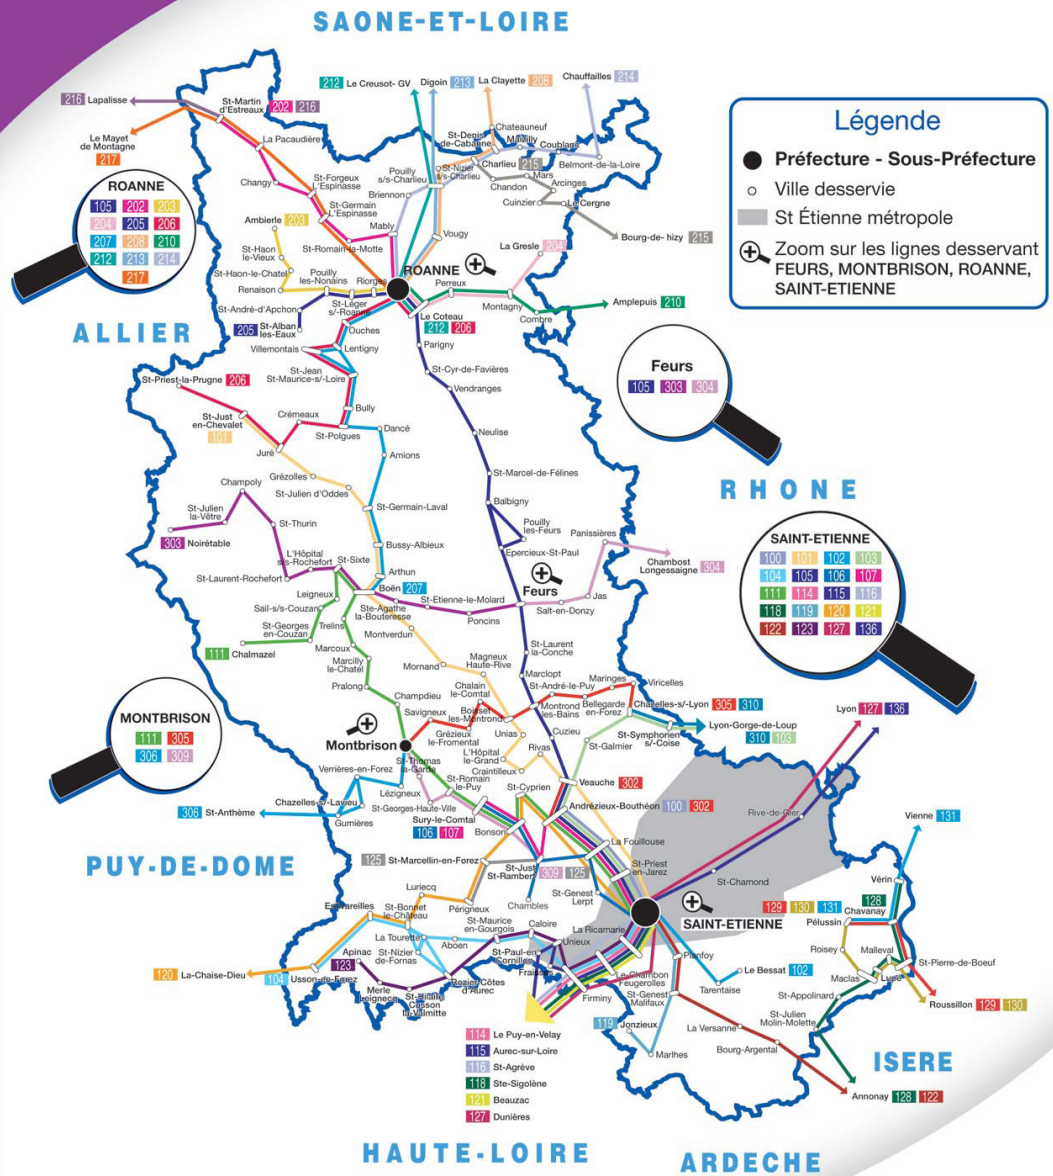 SAONE-ET-LOIRE
212 Le Creusot- GV
Digoin 213
La Clayette 208
Chauffailles 214
216 Lapalisse
St-Martin
d'Estreaux 202 216
Le Mayet
de Montagne
217
La Pacaudière
Changy
St-Forgeux
L'Espinasse
St-Germain
L'Espinasse
St-Romain-la-Motte
Mably
Briennon
Pouilly
s/s-Charlieu
St-Nizier
s/s-Charlieu
St-Denis
de-Cabanne
Chateauneuf
Maizilly
Coublang
Belmont-de-la-Loire
Charlieu 215
Mars
Chandon
Arcinges
Cuinzier
Le Cergne
Bourg-de- hizy 215
Vougy
La Gresle 204
Légende
Préfecture - Sous-Préfecture
Ville desservie
St Étienne métropole
Zoom sur les lignes desservant
FEURS, MONTBRISON, ROANNE,
SAINT-ETIENNE
ROANNE
105 202 203
204 205 206
207 208 210
212 213 214
217
Ambierle 203
St-Haon
le-Vieux
St-Haon-le-Chatel
Renaison
Pouilly
les-Nonains
Riorges
ROANNE
St-André-d'Apchon
205 St-Alban
les-Eaux
St-Léger
s/-Roanne
Ouches
Le Coteau
212 206
Perreux
Montagny
Combre
Amplepuis 210
ALLIER
Villemontais
Lentigny
St-Jean
St-Maurice-s/-Loire
Parigny
St-Cyr-de-Favières
Vendranges
Feurs
105 303 304
St-Priest-la-Prugne 206
St-Just
en-Chevalet
101
Crémeaux
Juré
St-Polgues
Bully
Dancé
Amions
Neulise
Grézolles
St-Julien d'Oddes
St-Germain-Laval
St-Marcel-de-Félines
Balbigny
Pouilly
les-Feurs
Epercieux-St-Paul
Champoly
St-Julien
la-Vêtre
St-Thurin
303 Noirétable
L'Hôpital
s/s-Rochefort
St-Laurent-Rochefort
St-Sixte
Bussy-Albieux
Arthun
Boën 207
Panissières
Chambost
Longessaigne 304
RHONE
SAINT-ETIENNE
100 101 102 103
104 105 106 107
111 114 115 116
118 119 120 121
122 123 127 136
Leigneux
Sail-s/s-Couzan
St-Georges
en-Couzan
Trelins
Ste-Agathe
la-Bouteresse
St-Etienne-le-Molard
Poncins
Feurs
Salt-en-Donzy
Jas
111 Chalmazel
Marcoux
Marcilly
le-Chatel
Pralong
Montverdun
Mornand
Magneux
Haute-Rive
St-Laurent
la-Conche
Marclopt
Champdieu
Chalain
le-Comtal
Boisset
les-Montrond
Montrond
les-Bains
St-André-le-Puy
Maringes
Viricelles
Bellegarde
en-Forez
Chazelles-s/-Lyon 305 310
Lyon-Gorge-de-Loup
310 103
St-Symphorien
s/-Coise
Lyon 127 136
MONTBRISON
111 305
306 309
Montbrison
Savigneux
Grézieux
le-Fromental
Unias
Cuzieu
St-Galmier
Rivas
L'Hôpital
le-Grand
Craintilleux
St-Thomas
la-Garde
Verrières-en-Forez
Lézigneux
St-Romain
le-Puy
St-Georges-Haute-Ville
St-Cyprien
Veauche 302
Andrézieux-Bouthéon 100 302
306 St-Anthème
Chazelles-s/-Lavieu
Gumières
Sury-le-Comtal
106 107
Bonson
Rive-de-Gier
Vienne 131
PUY-DE-DOME
125 St-Marcellin-en-Forez
St-Just
St-Rambert 309 125
La Fouillouse
St-Priest
en-Jarez
St-Chamond
Vérin
128
Chavanay
129 130 131
Pélussin
St-Genest
Lerpt
Chambles
Luriecq
Périgneux
Estivareilles
St-Bonnet
le-Château
SAINT-ETIENNE
La Ricamarie
St-Maurice
en-Gourgois
Caloire
Unieux
La Tourette
Aboen
Apinac
123
St-Nizier
de-Fornas
St-Paul-en
Cornillon
Fraisses
Roisey
Malleval
Maclas
Lupé
St-Pierre-de-Boeuf
120 La-Chaise-Dieu
104 Usson-en-Forez
Merle
Leignecq
St-Hilaire
Cusson
la-Valmitte
Rozier-Côtes
d'Aurec
Firminy
Le-Chambon
Feugerolles
St-Genest
Malifaux
Planfoy
Le Bessat 102
Tarentaise
Roussillon 129 130
St-Appolinard
St-Julien
Molin-Molette
119 Jonzieux
Marlhes
La Versanne
Bourg-Argental
114 Le Puy-en-Velay
115 Aurec-sur-Loire
116 St-Agrève
118 Ste-Sigolène
121 Beauzac
127 Dunières
ISERE
Annonay 128 122
HAUTE-LOIRE
ARDECHE